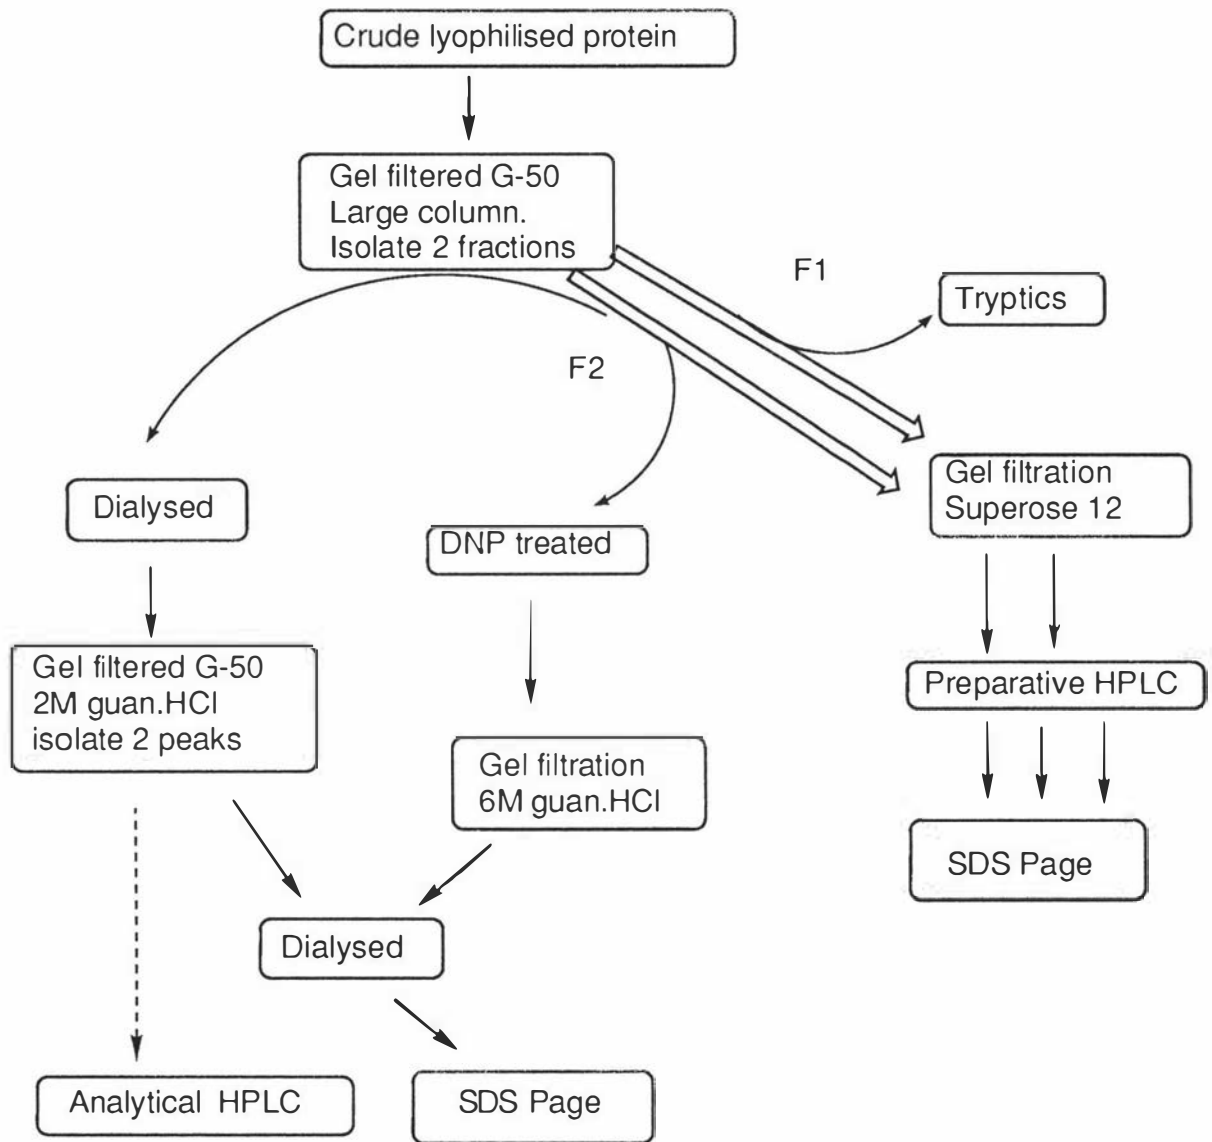 Crude lyophilised protein
Gel filtered G-50
Large column.
Isolate 2 fractions
F1
Tryptics
F2
Gel filtration
Superose 12
Dialysed
DNP treated
Gel filtered G-50
2M guan.HCl
isolate 2 peaks
Preparative HPLC
Gel filtration
6M guan.HCl
SDS Page
Dialysed
Analytical HPLC
SDS Page